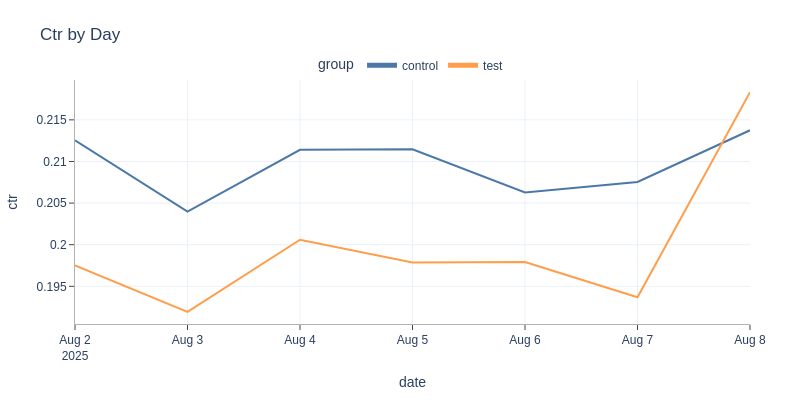 Ctr by Day
group control test
ctr
0.215
0.21
0.205
0.2
0.195
Aug 2 Aug 3 Aug 4 Aug 5 Aug 6 Aug 7 Aug 8
2025
date